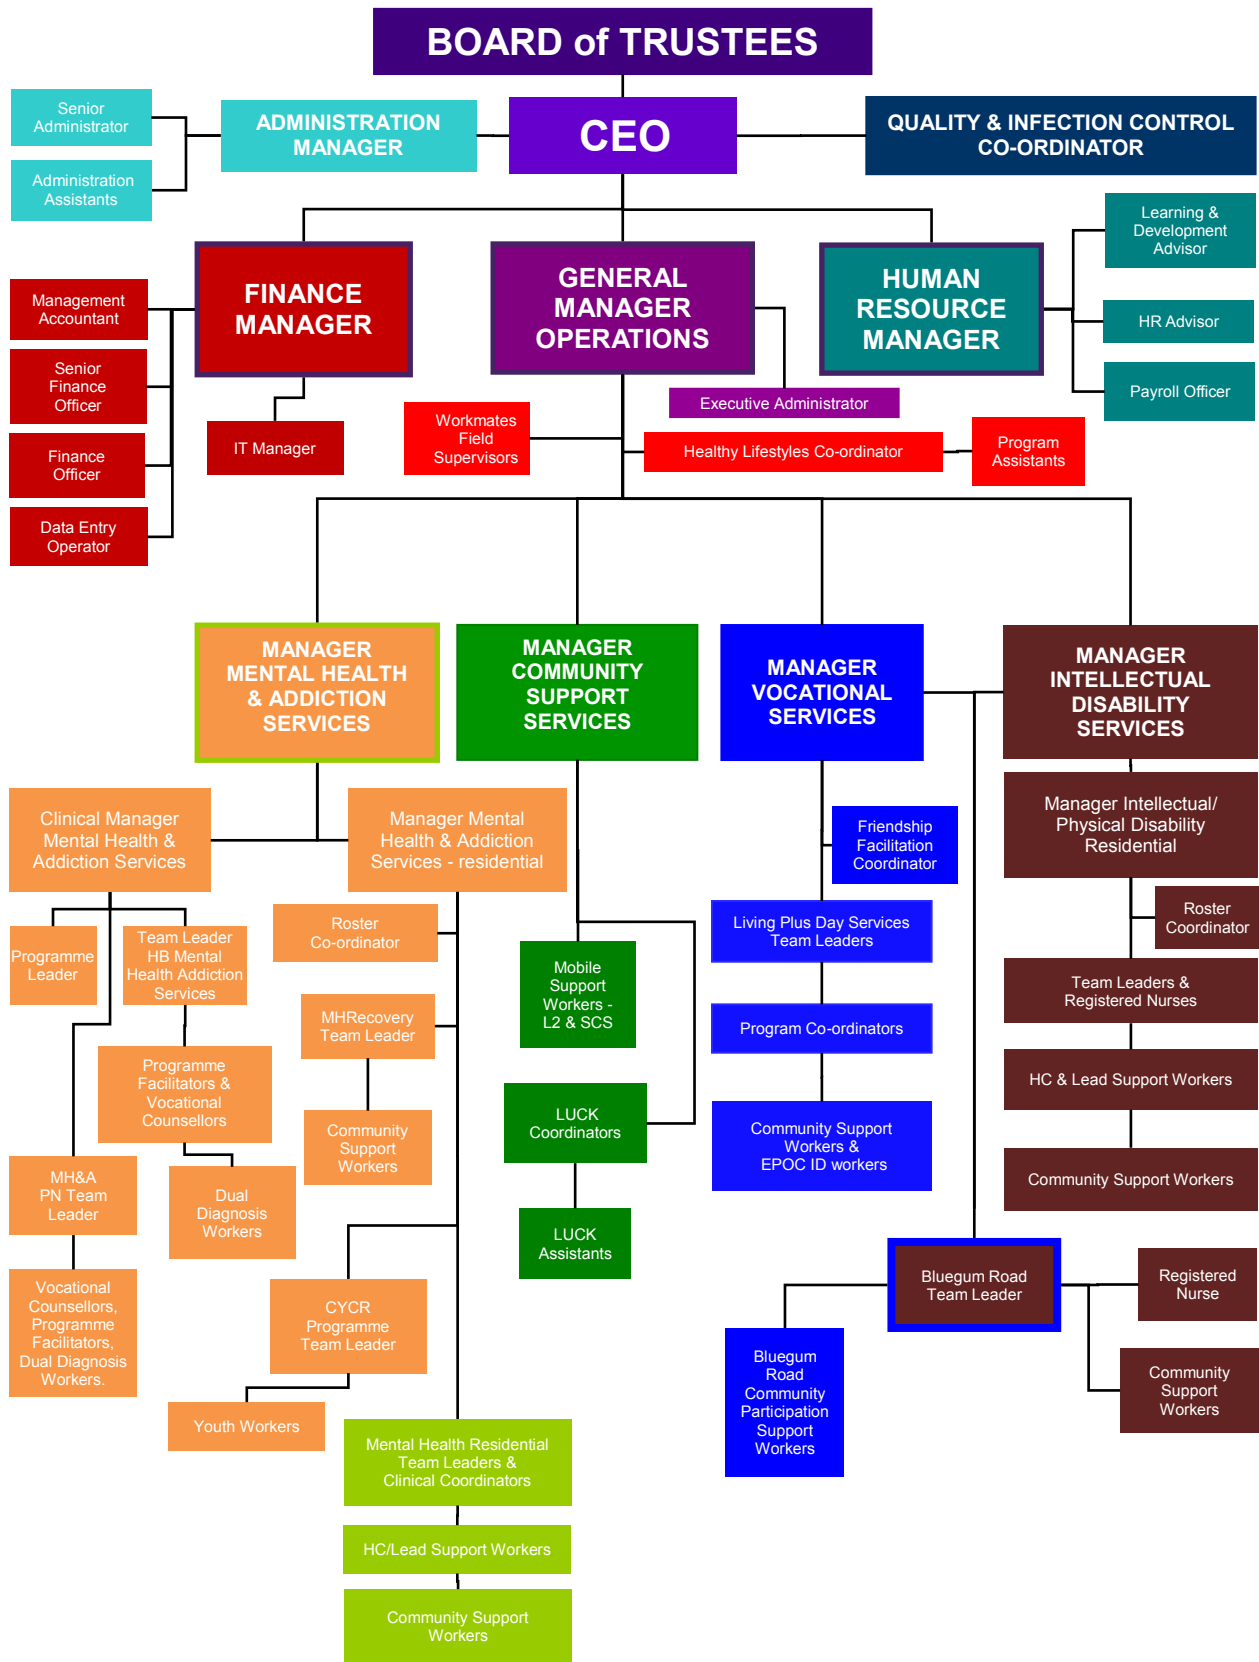 BOARD of TRUSTEES
Senior
Administrator
ADMINISTRATION
MANAGER
CEO
QUALITY & INFECTION CONTROL
CO-ORDINATOR
Administration
Assistants
Learning &
Development
Advisor
FINANCE
MANAGER
GENERAL
MANAGER
OPERATIONS
HUMAN
RESOURCE
MANAGER
Management
Accountant
HR Advisor
Senior
Finance
Officer
Payroll Officer
Executive Administrator
IT Manager
Workmates
Field
Supervisors
Healthy Lifestyles Co-ordinator
Program
Assistants
Finance
Officer
Data Entry
Operator
MANAGER
MENTAL HEALTH
& ADDICTION
SERVICES
MANAGER
COMMUNITY
SUPPORT
SERVICES
MANAGER
VOCATIONAL
SERVICES
MANAGER
INTELLECTUAL
DISABILITY
SERVICES
Clinical Manager
Mental Health &
Addiction Services
Manager Mental
Health & Addiction
Services - residential
Friendship
Facilitation
Coordinator
Manager Intellectual/
Physical Disability
Residential
Programme
Leader
Team Leader
HB Mental
Health Addiction
Services
Roster
Co-ordinator
Mobile
Support
Workers -
L2 & SCS
Living Plus Day Services
Team Leaders
Roster
Coordinator
Team Leaders &
Registered Nurses
MHRecovery
Team Leader
Program Co-ordinators
Programme
Facilitators &
Vocational
Counsellors
HC & Lead Support Workers
Community
Support
Workers
LUCK
Coordinators
Community Support
Workers &
EPOC ID workers
MH&A
PN Team
Leader
Dual
Diagnosis
Workers
Community Support Workers
LUCK
Assistants
Vocational
Counsellors,
Programme
Facilitators,
Dual Diagnosis
Workers.
CYCR
Programme
Team Leader
Bluegum Road
Team Leader
Registered
Nurse
Bluegum
Road
Community
Participation
Support
Workers
Community
Support
Workers
Youth Workers
Mental Health Residential
Team Leaders &
Clinical Coordinators
HC/Lead Support Workers
Community Support
Workers